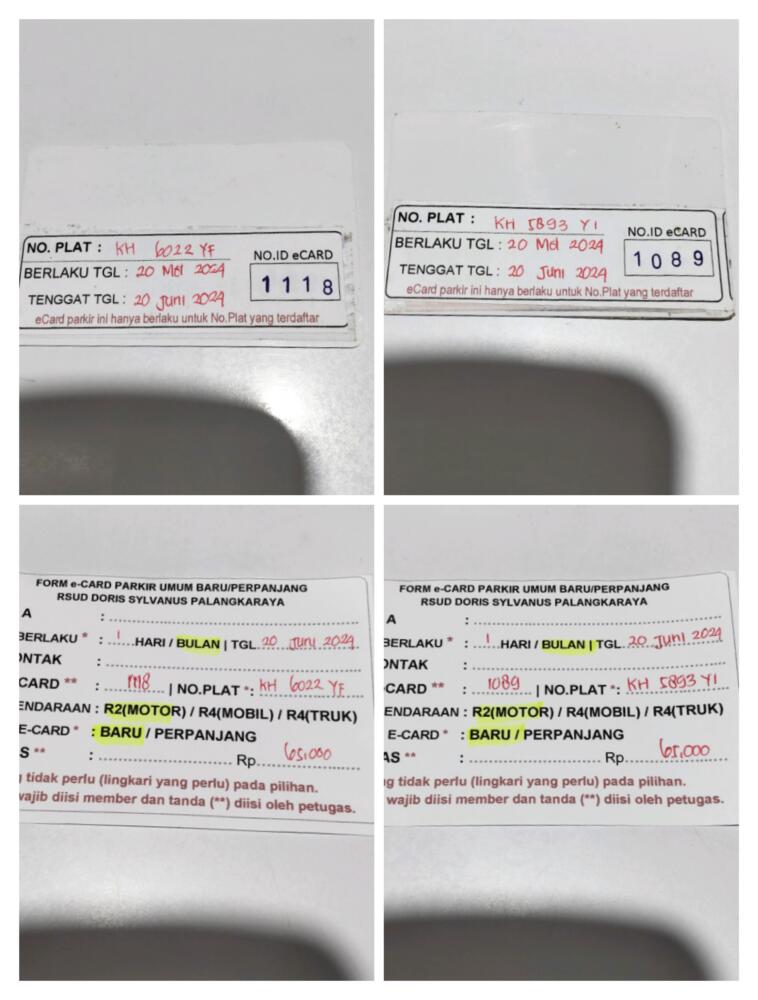 NO. PLAT : KH 6022 YF
NO.ID eCARD
BERLAKU TGL : 20 Mei 2024
1118
TENGGAT TGL : 20 Juni 2024
eCard parkir ini hanya berlaku untuk No.Plat yang terdaftar
NO. PLAT : KH 5893 YI
NO.ID eCARD
BERLAKU TGL : 20 Mei 2024
1089
TENGGAT TGL : 20 Juni 2024
eCard parkir ini hanya berlaku untuk No.Plat yang terdaftar
FORM e-CARD PARKIR UMUM BARU/PERPANJANG
RSUD DORIS SYLVANUS PALANGKARAYA
A :
BERLAKU * : 1 HARI / BULAN | TGL 20 Juni 2024
ONTAK :
CARD ** : 1118 | NO.PLAT *: KH 6022 YF
ENDARAAN : R2(MOTOR) / R4(MOBIL) / R4(TRUK)
E-CARD * : BARU / PERPANJANG
S ** : Rp 65,000
g tidak perlu (lingkari yang perlu) pada pilihan.
wajib diisi member dan tanda (**) diisi oleh petugas.
FORM e-CARD PARKIR UMUM BARU/PERPANJANG
RSUD DORIS SYLVANUS PALANGKARAYA
A :
BERLAKU * : 1 HARI / BULAN | TGL 20 Juni 2024
ONTAK :
CARD ** : 1089 | NO.PLAT *: KH 5893 YI
ENDARAAN : R2(MOTOR) / R4(MOBIL) / R4(TRUK)
E-CARD * : BARU / PERPANJANG
AS ** : Rp 65,000
g tidak perlu (lingkari yang perlu) pada pilihan.
wajib diisi member dan tanda (**) diisi oleh petugas.